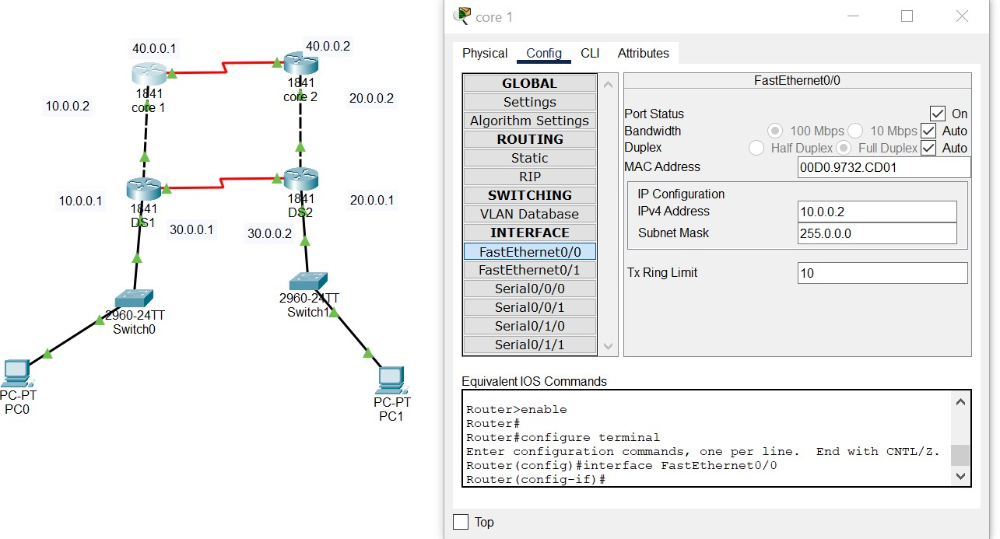 40.0.0.1
40.0.0.2
1841
core 1
1841
core 2
10.0.0.2
20.0.0.2
10.0.0.1
1841
DS1
1841
DS2
20.0.0.1
30.0.0.1
30.0.0.2
2960-24TT
Switch0
2960-24TT
Switch1
PC-PT
PC0
PC-PT
PC1
core 1
Physical Config CLI Attributes
GLOBAL
Settings
Algorithm Settings
ROUTING
Static
RIP
SWITCHING
VLAN Database
INTERFACE
FastEthernet0/0
FastEthernet0/1
Serial0/0/0
Serial0/0/1
Serial0/1/0
Serial0/1/1
FastEthernet0/0
Port Status On
Bandwidth 100 Mbps 10 Mbps Auto
Duplex Half Duplex Full Duplex Auto
MAC Address 00D0.9732.CD01
IP Configuration
IPv4 Address 10.0.0.2
Subnet Mask 255.0.0.0
Tx Ring Limit 10
Equivalent IOS Commands
Router>enable
Router#
Router#configure terminal
Enter configuration commands, one per line. End with CNTL/Z.
Router(config)#interface FastEthernet0/0
Router(config-if)#
Top